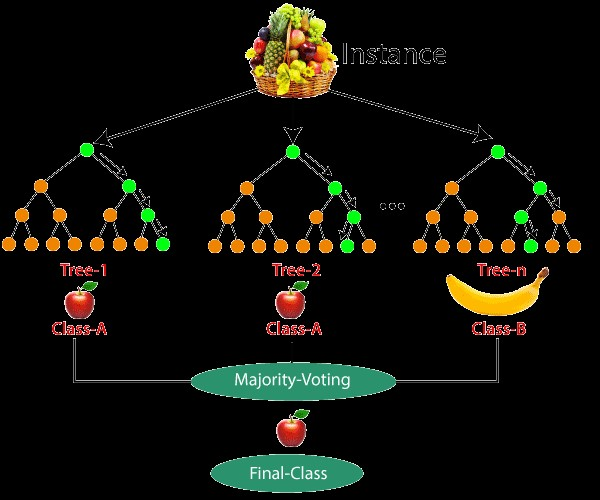 Instance
...
Tree-1
Tree-2
Tree-n
Class-A
Class-A
Class-B
Majority-Voting
Final-Class